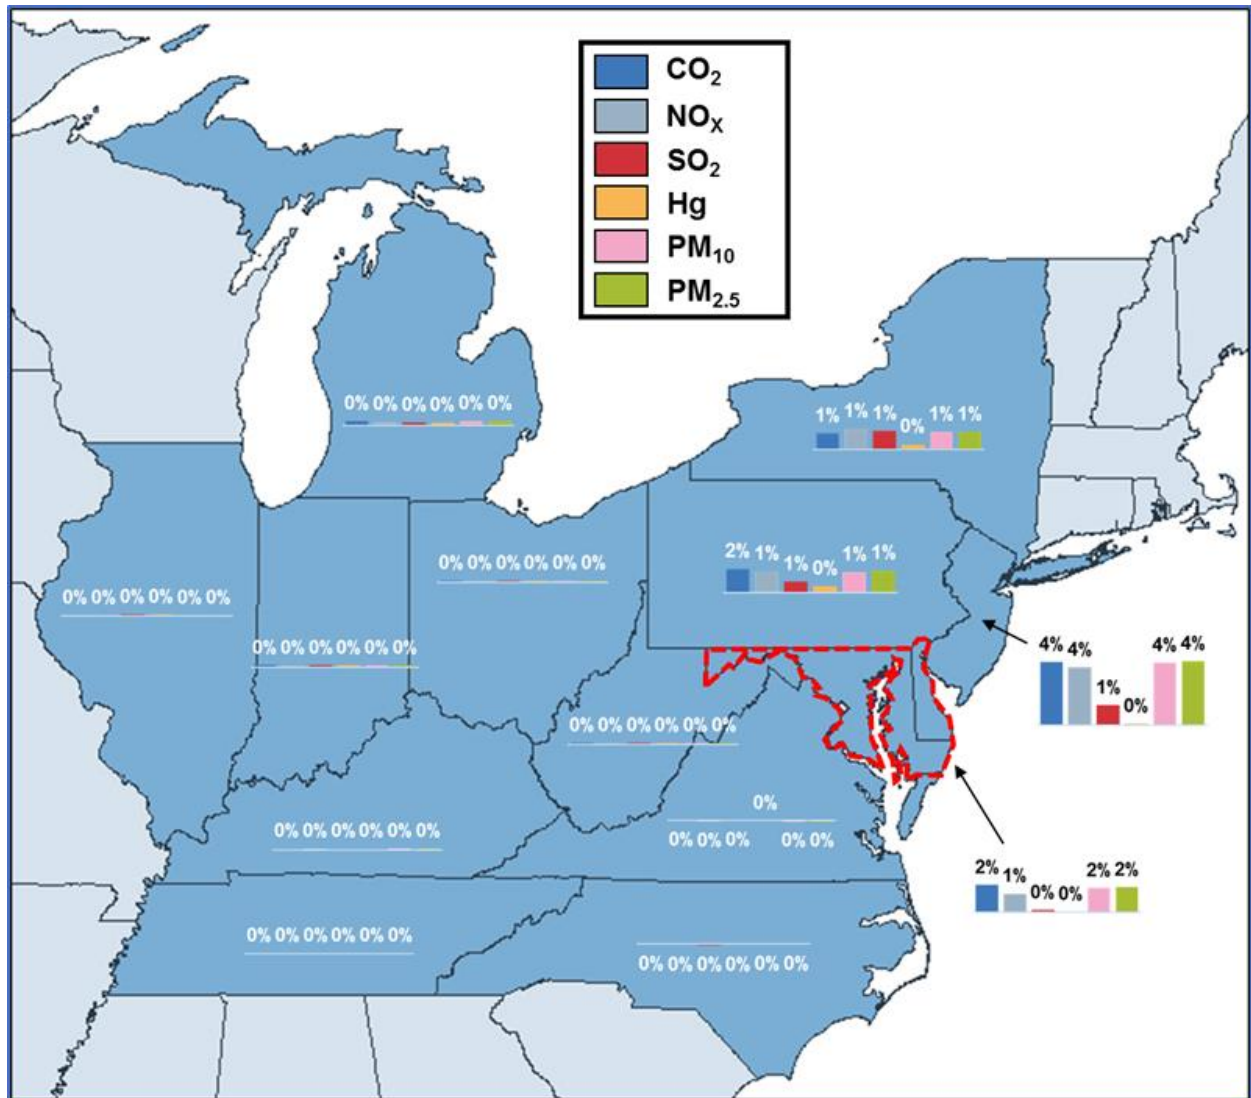 CO₂
NOₓ
SO₂
Hg
PM₁₀
PM₂.₅
0% 0% 0% 0% 0% 0%
1% 1% 1% 0% 1% 1%
2% 1% 1% 0% 1% 1%
0% 0% 0% 0% 0% 0%
0% 0% 0% 0% 0% 0%
0% 0% 0% 0% 0% 0%
4% 4% 1% 0% 4% 4%
0% 0% 0% 0% 0% 0%
0%
0% 0% 0% 0% 0%
0% 0% 0% 0% 0% 0%
2% 1% 0% 0% 2% 2%
0% 0% 0% 0% 0% 0%
0% 0% 0% 0% 0% 0%